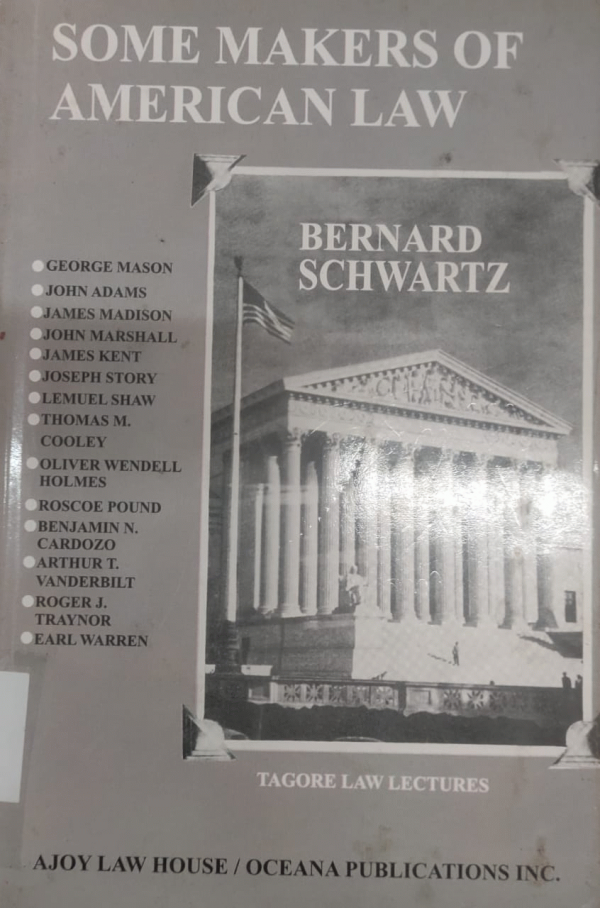 SOME MAKERS OF
AMERICAN LAW
BERNARD
SCHWARTZ
GEORGE MASON
JOHN ADAMS
JAMES MADISON
JOHN MARSHALL
JAMES KENT
JOSEPH STORY
LEMUEL SHAW
THOMAS M.
COOLEY
OLIVER WENDELL
HOLMES
ROSCOE POUND
BENJAMIN N.
CARDOZO
ARTHUR T.
VANDERBILT
ROGER J.
TRAYNOR
EARL WARREN
TAGORE LAW LECTURES
AJOY LAW HOUSE / OCEANA PUBLICATIONS INC.